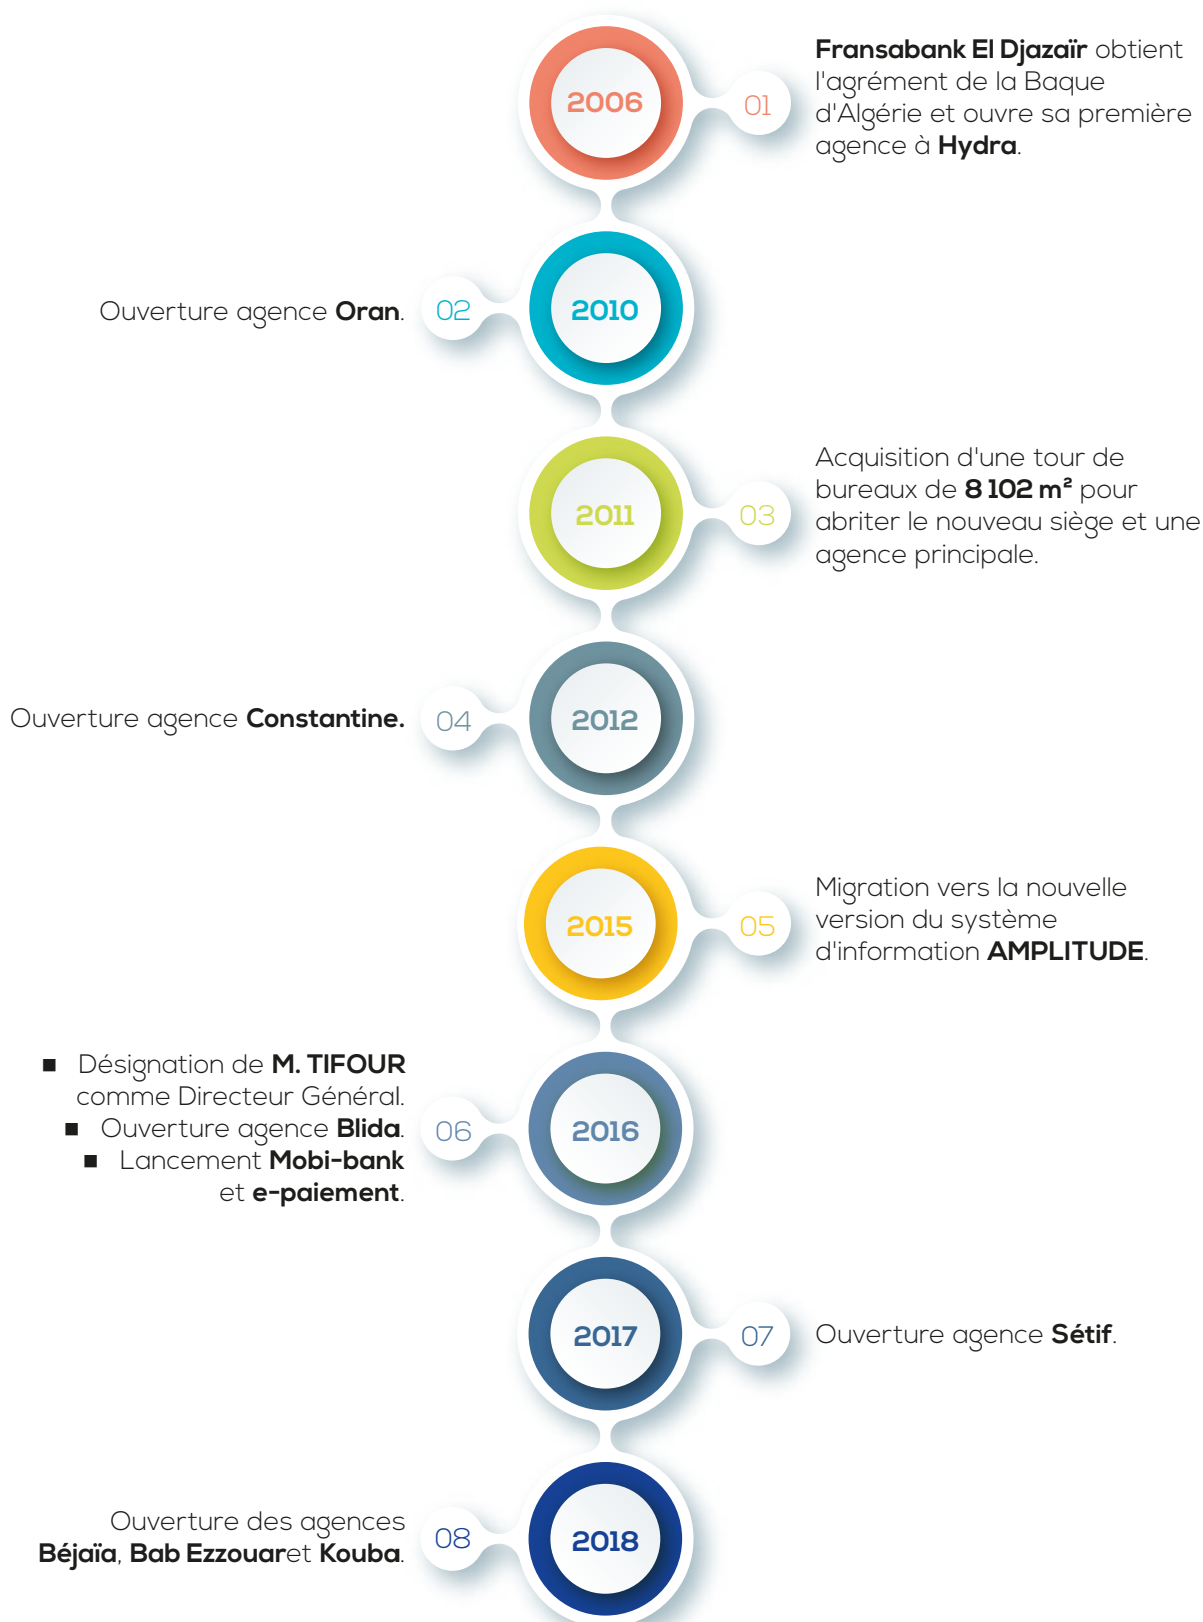 2006
01
Fransabank El Djazaïr obtient
l'agrément de la Baque
d'Algérie et ouvre sa première
agence à Hydra.
Ouverture agence Oran.
02
2010
2011
03
Acquisition d'une tour de
bureaux de 8 102 m² pour
abriter le nouveau siège et une
agence principale.
Ouverture agence Constantine.
04
2012
2015
05
Migration vers la nouvelle
version du système
d'information AMPLITUDE.
■ Désignation de M. TIFOUR
comme Directeur Général.
■ Ouverture agence Blida.
■ Lancement Mobi-bank
et e-paiement.
06
2016
2017
07
Ouverture agence Sétif.
Ouverture des agences
Béjaïa, Bab Ezzouaret Kouba.
08
2018